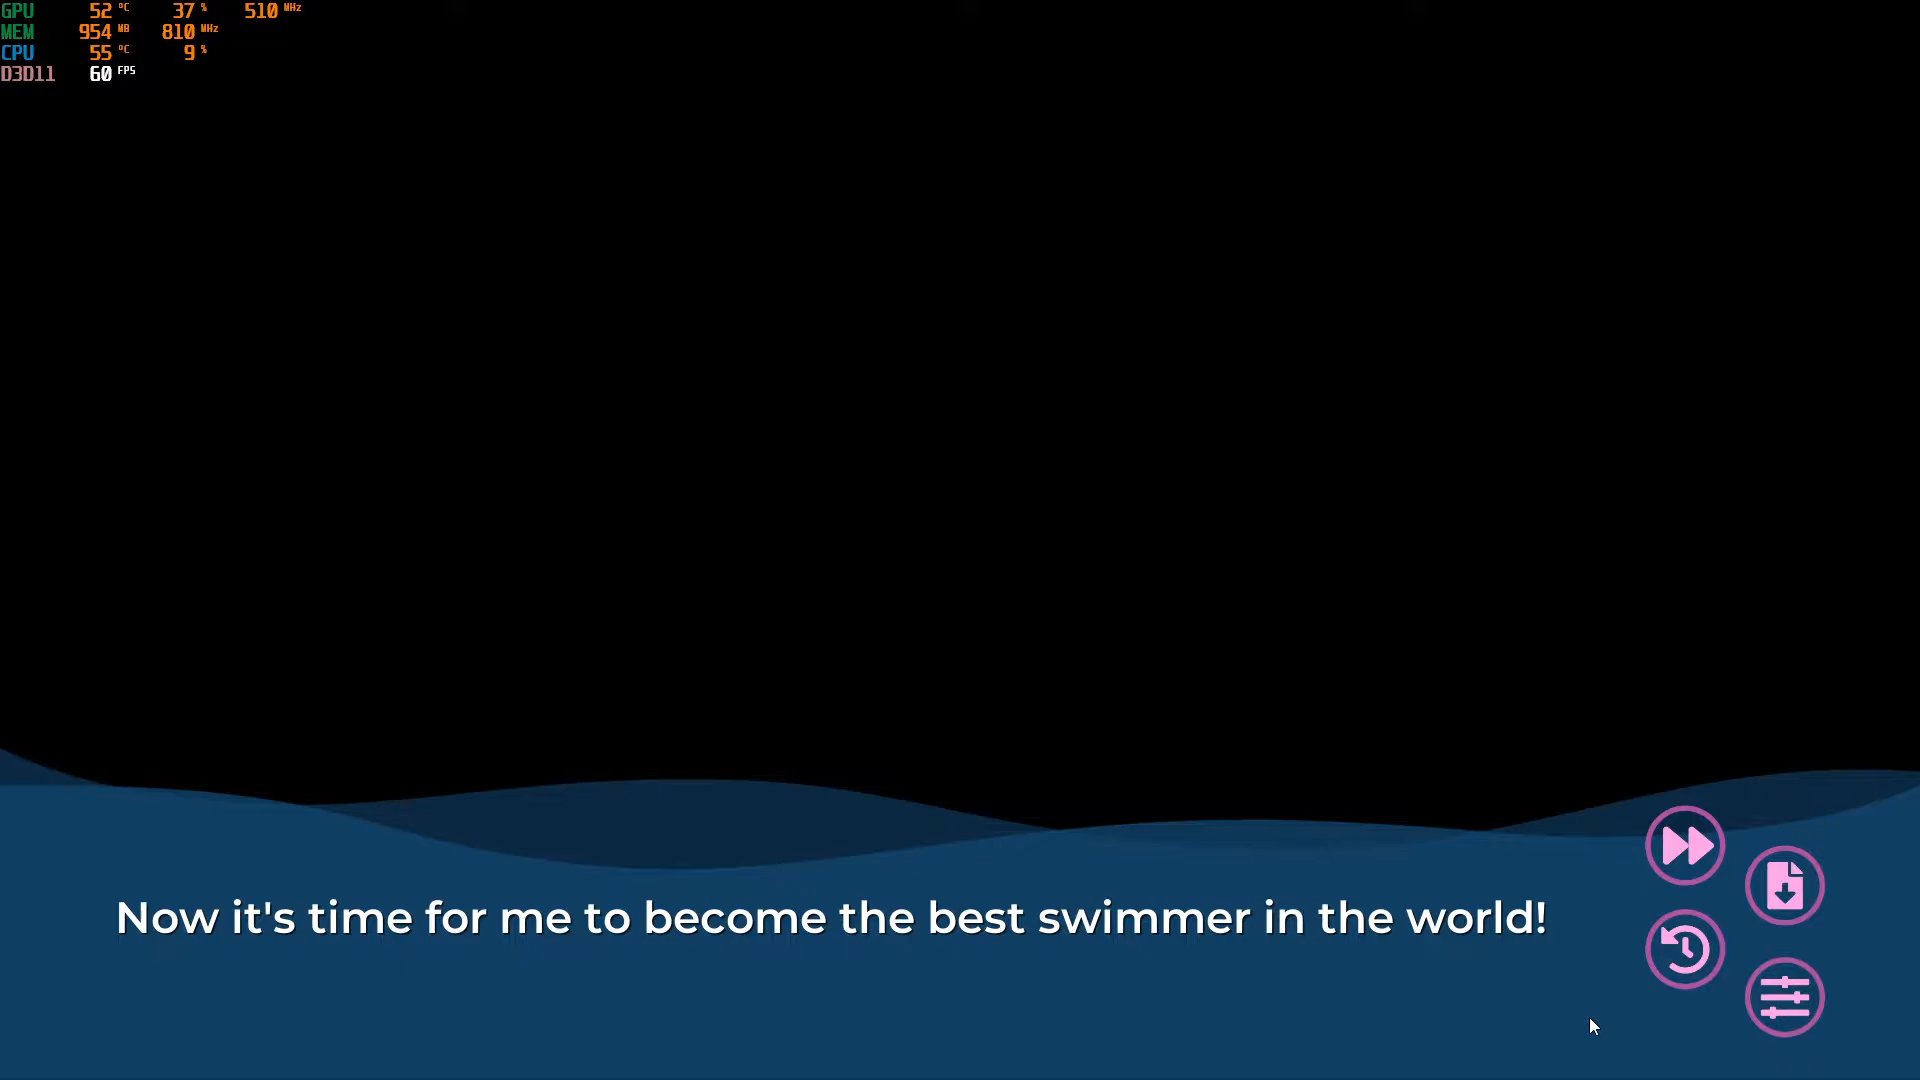 GPU 52 °C 37 % 510 MHz
MEM 954 MB 810 MHz
CPU 55 °C 9 %
D3D11 60 FPS
Now it's time for me to become the best swimmer in the world!